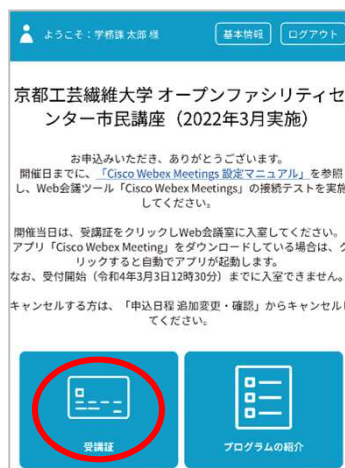 ようこそ：学務課 太郎 様
基本情報
ログアウト
京都工芸繊維大学 オープンファシリティセ
ンター市民講座（2022年3月実施）
お申込みいただき、ありがとうございます。
開催日までに、「Cisco Webex Meetings 設定マニュアル」を参照
し、Web会議ツール「Cisco Webex Meetings」の接続テストを実施
してください。
開催当日は、受講証をクリックしWeb会議室に入室してください。
アプリ「Cisco Webex Meeting」をダウンロードしている場合は、ク
リックすると自動でアプリが起動します。
なお、受付開始（令和4年3月3日12時30分）までに入室できません。
キャンセルする方は、「申込日程 追加変更・確認」からキャンセルし
てください。
受講証
プログラムの紹介